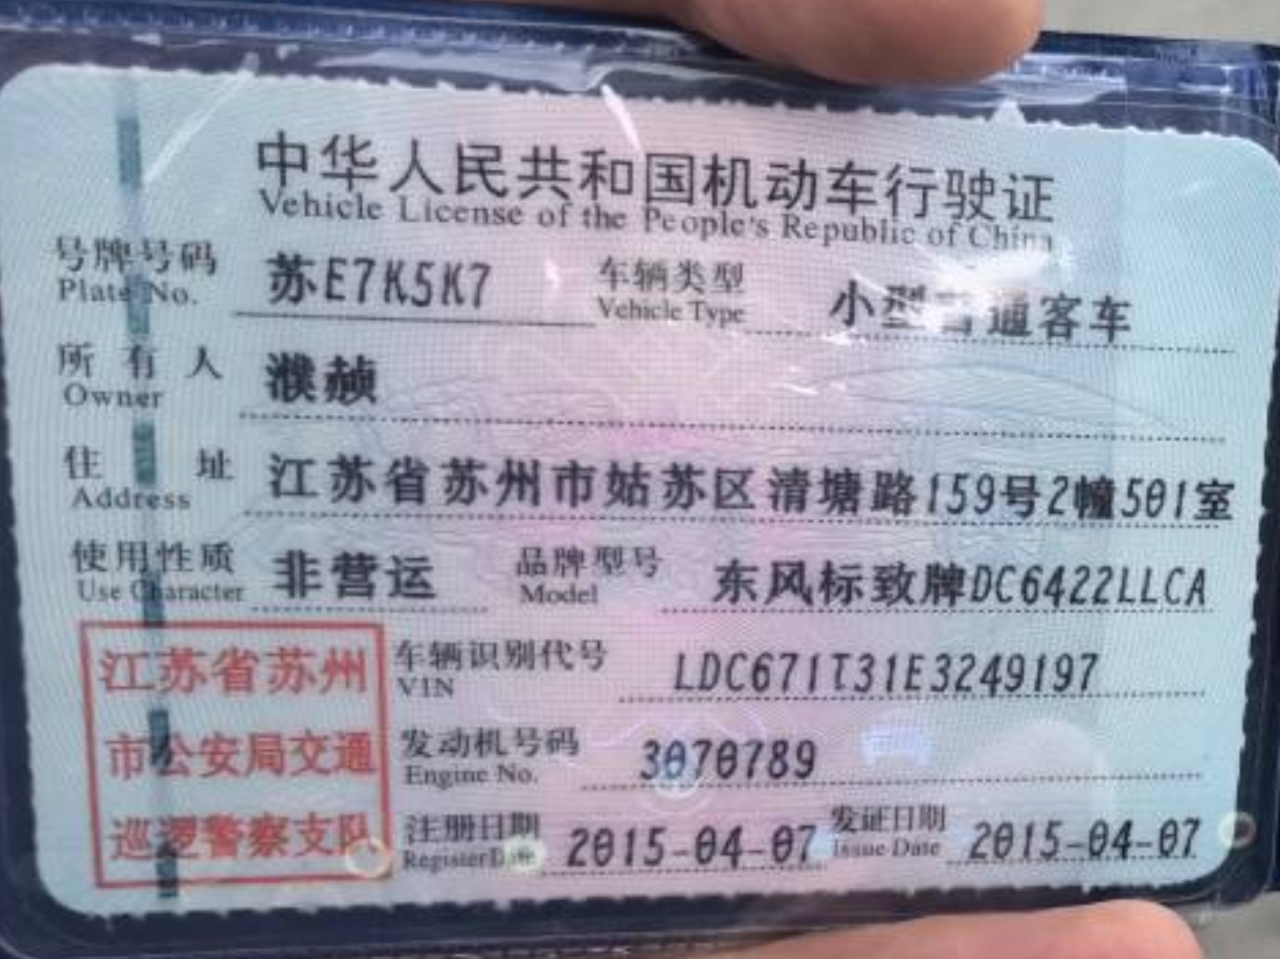 中华人民共和国机动车行驶证
Vehicle License of the People's Republic of China
号牌号码 苏E7K5K7 车辆类型 小型普通客车
Plate No. Vehicle Type
所有人 濮赪
Owner
住址 江苏省苏州市姑苏区清塘路159号2幢501室
Address
使用性质 非营运 品牌型号 东风标致牌DC6422LLCA
Use Character Model
江苏省苏州
市公安局交通
巡逻警察支队
车辆识别代号 LDC671T31E3249197
VIN
发动机号码 3070789
Engine No.
注册日期 2015-04-07 发证日期 2015-04-07
Register Date Issue Date